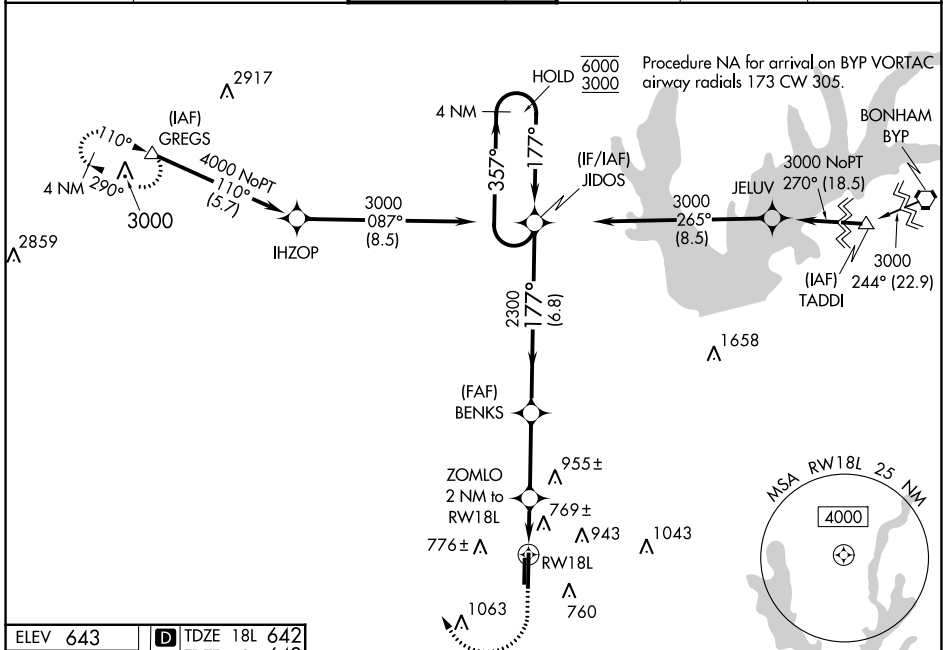 2917
(IAF)
GREGS
110°
4 NM
290°
3000
4000 NoPT
110°
(5.7)
IHZOP
3000
087°
(8.5)
2859
4 NM
HOLD
6000
3000
357°
177°
(IF/IAF)
JIDOS
Procedure NA for arrival on BYP VORTAC
airway radials 173 CW 305.
BONHAM
BYP
3000 NoPT
270° (18.5)
JELUV
3000
265°
(8.5)
(IAF)
TADDI
3000
244° (22.9)
2300
177°
(6.8)
1658
(FAF)
BENKS
ZOMLO
2 NM to
RW18L
955±
769±
943
1043
776±
RW18L
1063
760
MSA RW18L 25 NM
4000
ELEV 643
D TDZE 18L 642